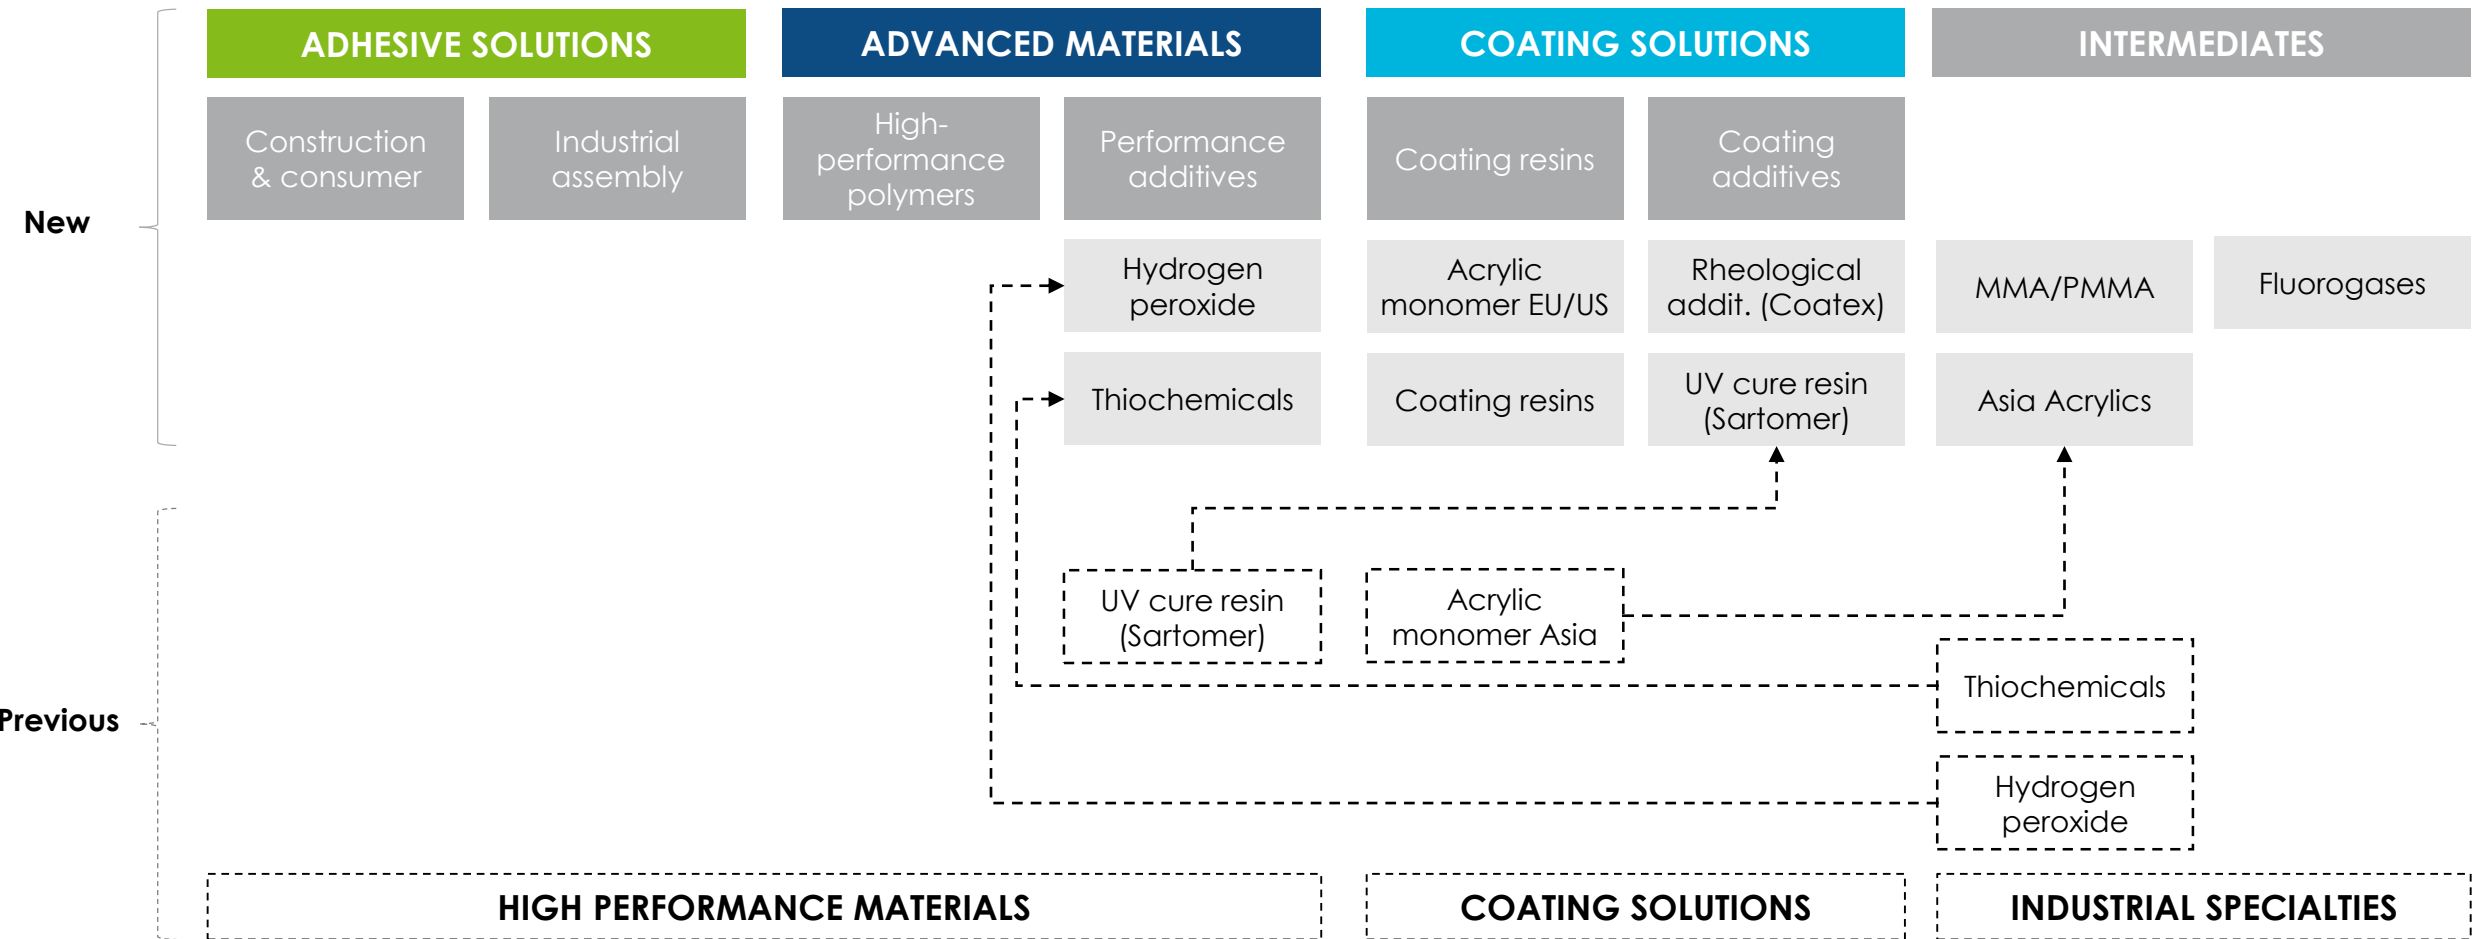 ADHESIVE SOLUTIONS
ADVANCED MATERIALS
COATING SOLUTIONS
INTERMEDIATES
New
Construction
& consumer
Industrial
assembly
High-
performance
polymers
Performance
additives
Coating resins
Coating
additives
Hydrogen
peroxide
Acrylic
monomer EU/US
Rheological
addit. (Coatex)
MMA/PMMA
Fluorogases
Thiochemicals
Coating resins
UV cure resin
(Sartomer)
Asia Acrylics
Previous
UV cure resin
(Sartomer)
Acrylic
monomer Asia
Thiochemicals
Hydrogen
peroxide
HIGH PERFORMANCE MATERIALS
COATING SOLUTIONS
INDUSTRIAL SPECIALTIES